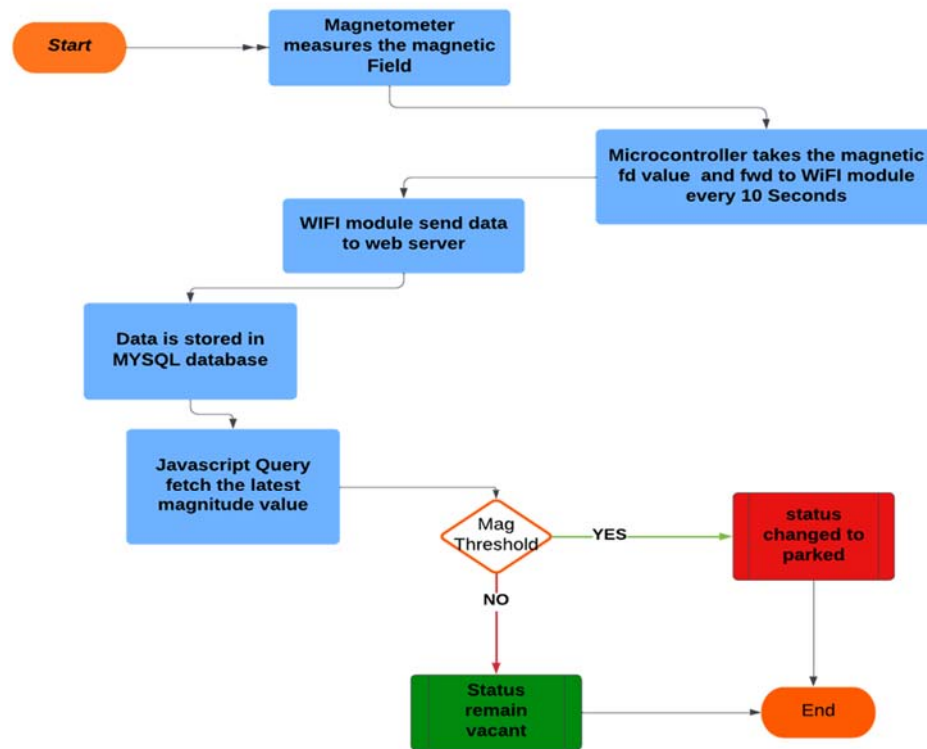 Start
Magnetometer
measures the magnetic
Field
Microcontroller takes the magnetic
fd value and fwd to WiFI module
every 10 Seconds
WIFI module send data
to web server
Data is stored in
MYSQL database
Javascript Query
fetch the latest
magnitude value
Mag
Threshold
YES
status
changed to
parked
NO
Status
remain
vacant
End